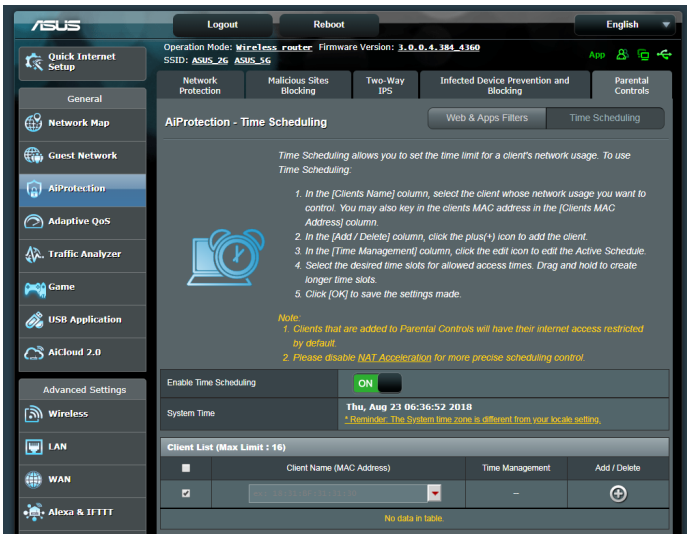 ASUS
Logout
Reboot
English
Quick Internet Setup
Operation Mode: Wireless router Firmware Version: 3.0.0.4.384_4360
SSID: ASUS_2G ASUS_5G
App
General
Network Map
Guest Network
AiProtection
Adaptive QoS
Traffic Analyzer
Game
USB Application
AiCloud 2.0
Advanced Settings
Wireless
LAN
WAN
Alexa & IFTTT
Network Protection
Malicious Sites Blocking
Two-Way IPS
Infected Device Prevention and Blocking
Parental Controls
AiProtection - Time Scheduling
Web & Apps Filters
Time Scheduling
Time Scheduling allows you to set the time limit for a client's network usage. To use
Time Scheduling:
1. In the [Clients Name] column, select the client whose network usage you want to
control. You may also key in the clients MAC address in the [Clients MAC
Address] column.
2. In the [Add / Delete] column, click the plus(+) icon to add the client.
3. In the [Time Management] column, click the edit icon to edit the Active Schedule.
4. Select the desired time slots for allowed access times. Drag and hold to create
longer time slots.
5. Click [OK] to save the settings made.
Note:
1. Clients that are added to Parental Controls will have their internet access restricted
by default.
2. Please disable NAT Acceleration for more precise scheduling control.
Enable Time Scheduling
ON
System Time
Thu, Aug 23 06:36:52 2018
* Reminder: The System time zone is different from your locale setting.
Client List (Max Limit : 16)
Client Name (MAC Address)
Time Management
Add / Delete
–
No data in table.